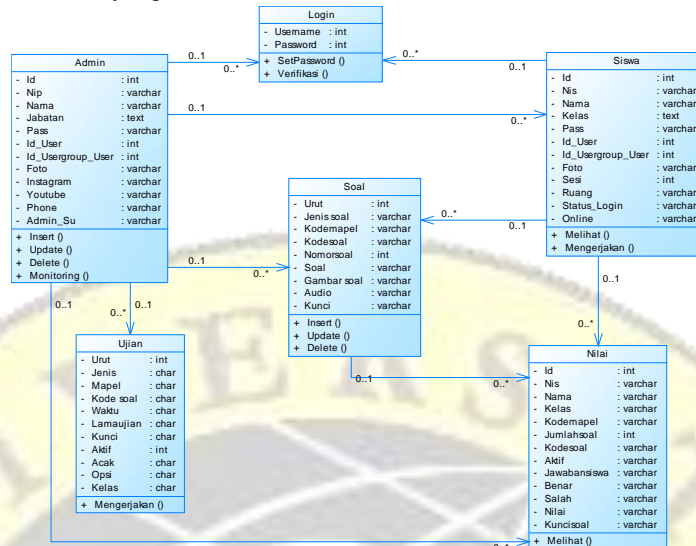 Login
- Username : int
- Password : int
+ SetPassword ()
+ Verifikasi ()
Admin
- Id : int
- Nip : varchar
- Nama : varchar
- Jabatan : text
- Pass : varchar
- Id_User : int
- Id_Usergroup_User : int
- Foto : varchar
- Instagram : varchar
- Youtube : varchar
- Phone : varchar
- Admin_Su : varchar
+ Insert ()
+ Update ()
+ Delete ()
+ Monitoring ()
Siswa
- Id : int
- Nis : varchar
- Nama : varchar
- Kelas : text
- Pass : varchar
- Id_User : int
- Id_Usergroup_User : int
- Foto : varchar
- Sesi : int
- Ruang : varchar
- Status_Login : varchar
- Online : varchar
+ Melihat ()
+ Mengerjakan ()
0..1
0..*
0..*
0..1
0..1
0..*
Soal
- Urut : int
- Jenis soal : varchar
- Kodemapel : varchar
- Kodesoal : varchar
- Nomorsoal : int
- Soal : varchar
- Gambar soal : varchar
- Audio : varchar
- Kunci : varchar
+ Insert ()
+ Update ()
+ Delete ()
0..*
0..1
0..1
0..*
0..1
0..*
0..1
0..1
0..*
Ujian
- Urut : int
- Jenis : char
- Mapel : char
- Kode soal : char
- Waktu : char
- Lamaujian : char
- Kunci : char
- Aktif : int
- Acak : char
- Opsi : char
- Kelas : char
+ Mengerjakan ()
0..1
0..*
Nilai
- Id : int
- Nis : varchar
- Nama : varchar
- Kelas : varchar
- Kodemapel : varchar
- Jumlahsoal : int
- Kodesoal : varchar
- Aktif : varchar
- Jawabansiswa : varchar
- Benar : varchar
- Salah : varchar
- Nilai : varchar
- Kuncisoal : varchar
+ Melihat ()
0..*